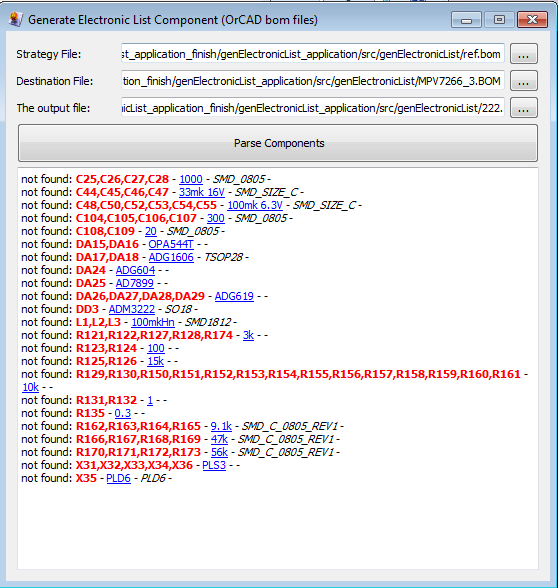 Generate Electronic List Component (OrCAD bom files)
Strategy File: st_application_finish/genElectronicList_application/src/genElectronicList/ref.bom ...
Destination File: tion_finish/genElectronicList_application/src/genElectronicList/MPV7266_3.BOM ...
The output file: nicList_application_finish/genElectronicList_application/src/genElectronicList/222. ...
Parse Components
not found: C25,C26,C27,C28 - 1000 - SMD_0805 -
not found: C44,C45,C46,C47 - 33mk 16V - SMD_SIZE_C -
not found: C48,C50,C52,C53,C54,C55 - 100mk 6.3V - SMD_SIZE_C -
not found: C104,C105,C106,C107 - 300 - SMD_0805 -
not found: C108,C109 - 20 - SMD_0805 -
not found: DA15,DA16 - OPA544T - -
not found: DA17,DA18 - ADG1606 - TSOP28 -
not found: DA24 - ADG604 - -
not found: DA25 - AD7899 - -
not found: DA26,DA27,DA28,DA29 - ADG619 - -
not found: DD3 - ADM3222 - SO18 -
not found: L1,L2,L3 - 100mkHn - SMD1812 -
not found: R121,R122,R127,R128,R174 - 3k - -
not found: R123,R124 - 100 - -
not found: R125,R126 - 15k - -
not found: R129,R130,R150,R151,R152,R153,R154,R155,R156,R157,R158,R159,R160,R161 -
10k - -
not found: R131,R132 - 1 - -
not found: R135 - 0.3 - -
not found: R162,R163,R164,R165 - 9.1k - SMD_C_0805_REV1 -
not found: R166,R167,R168,R169 - 47k - SMD_C_0805_REV1 -
not found: R170,R171,R172,R173 - 56k - SMD_C_0805_REV1 -
not found: X31,X32,X33,X34,X36 - PLS3 - -
not found: X35 - PLD6 - PLD6 -